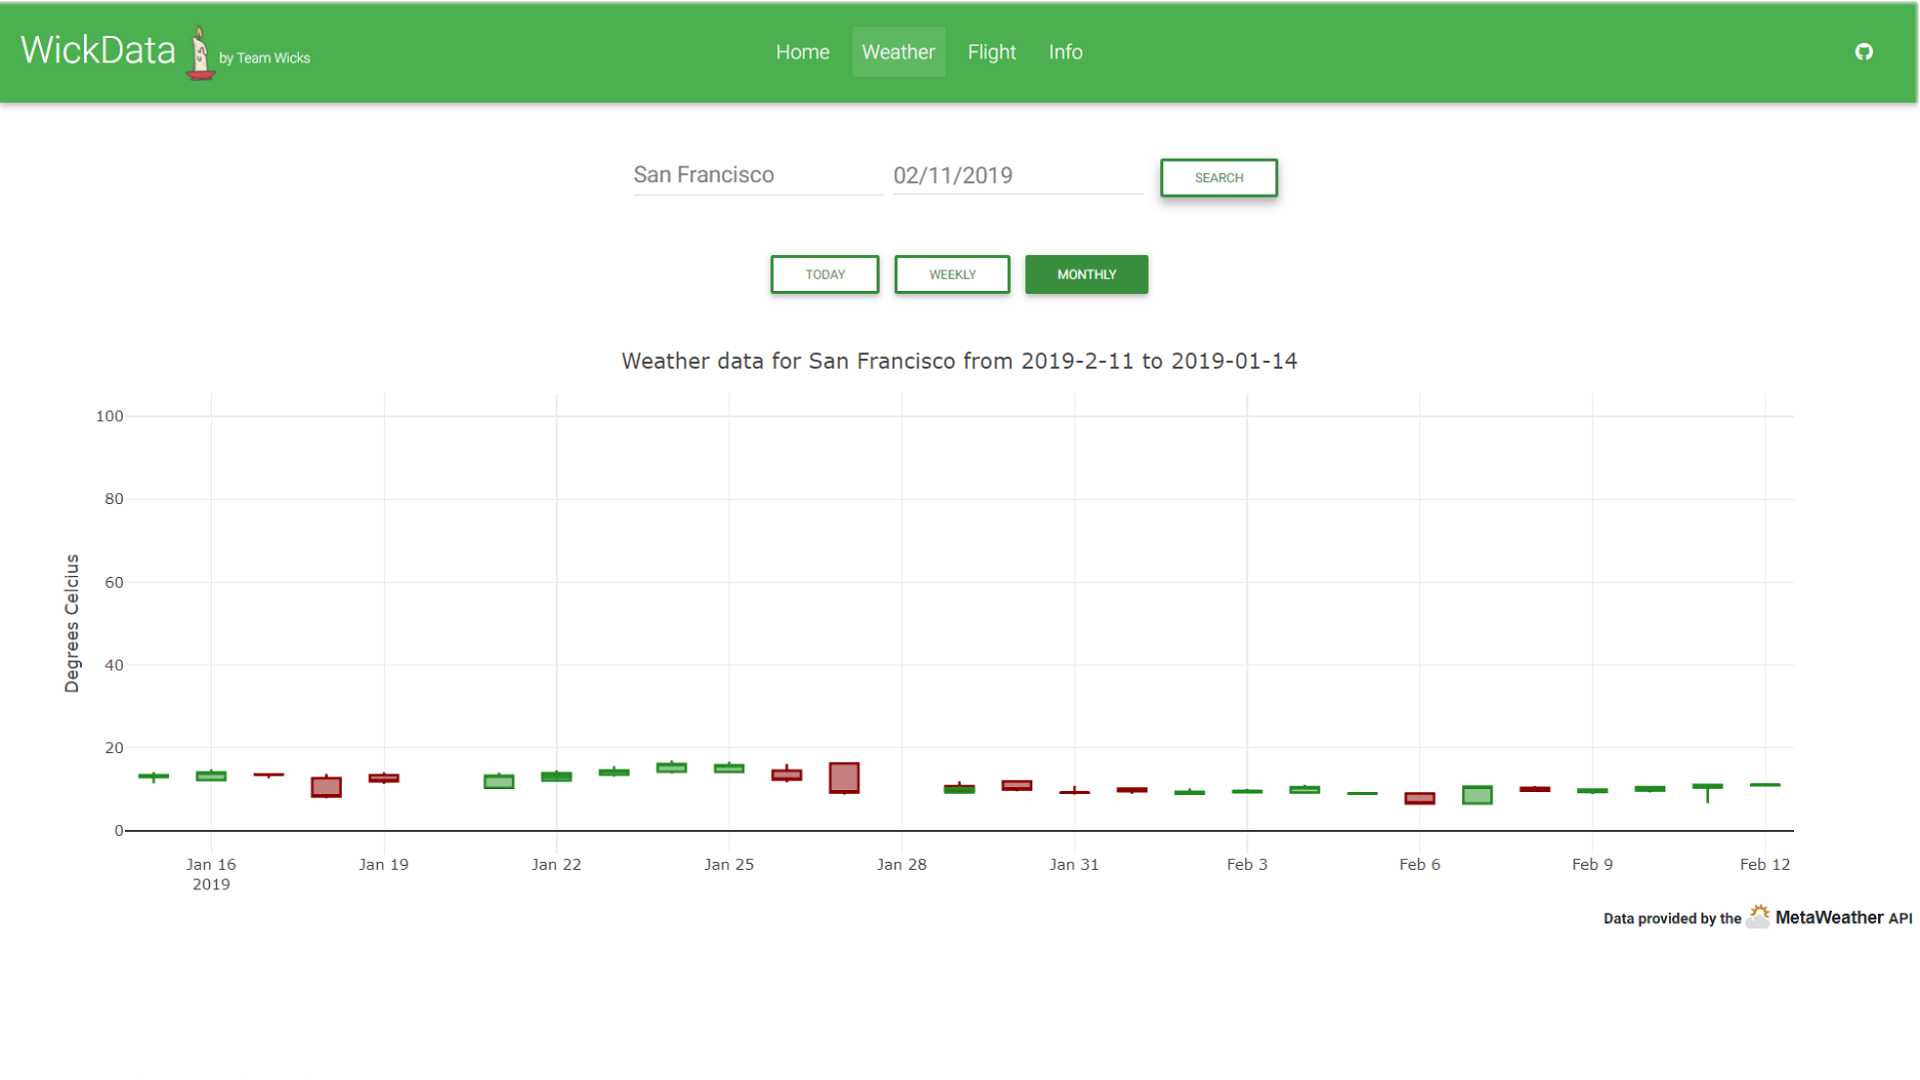 WickData by Team Wicks
Home Weather Flight Info
San Francisco 02/11/2019 SEARCH
TODAY WEEKLY MONTHLY
Weather data for San Francisco from 2019-2-11 to 2019-01-14
100
80
60
40
20
0
Degrees Celcius
Jan 16 Jan 19 Jan 22 Jan 25 Jan 28 Jan 31 Feb 3 Feb 6 Feb 9 Feb 12
2019
Data provided by the MetaWeather API